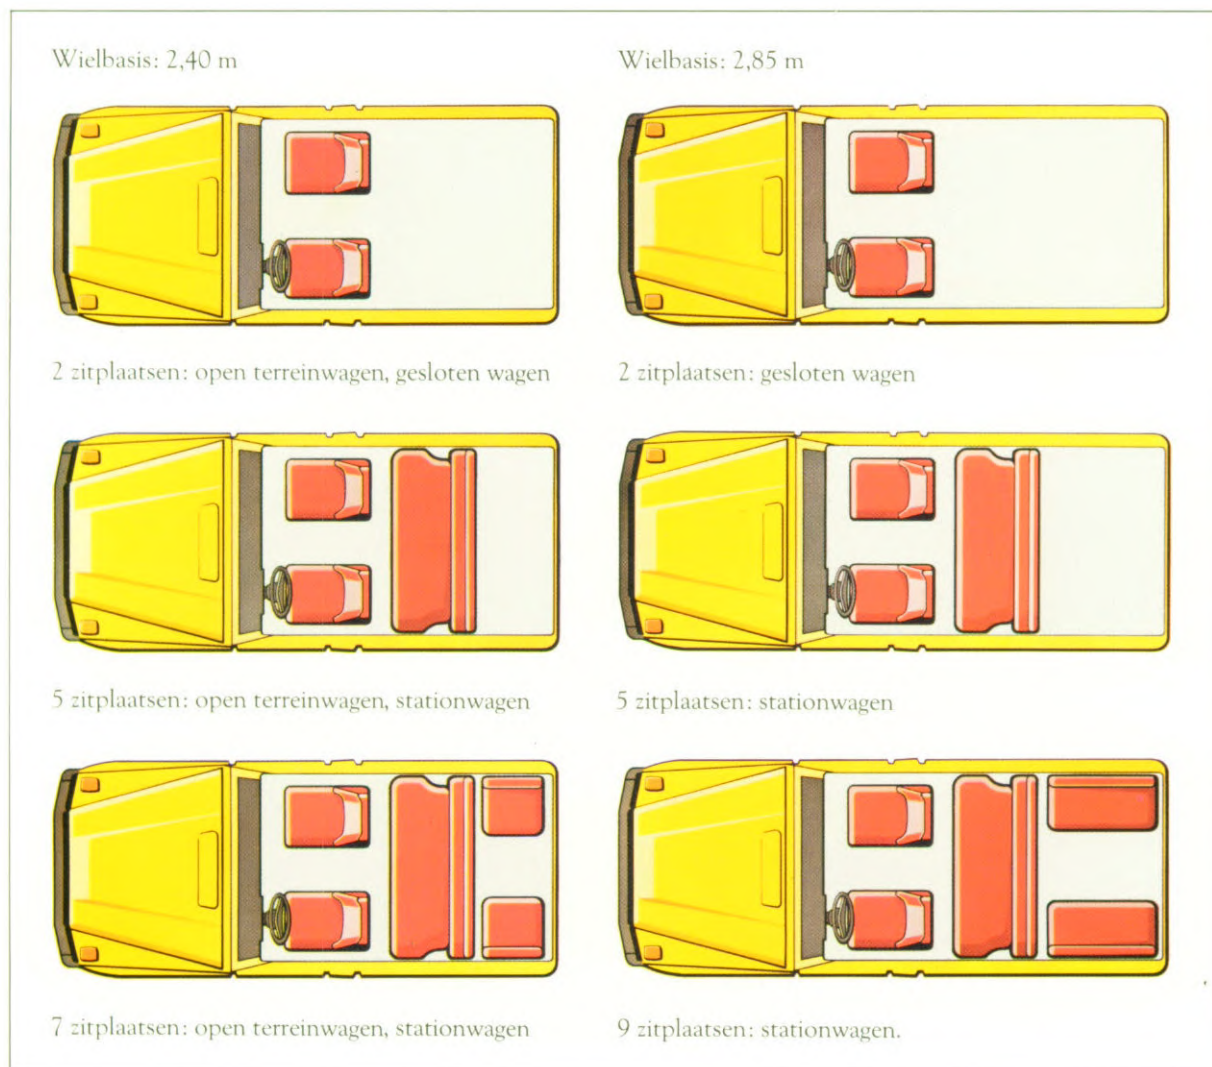 Wielbasis: 2,40 m
Wielbasis: 2,85 m
2 zitplaatsen: open terreinwagen, gesloten wagen
2 zitplaatsen: gesloten wagen
5 zitplaatsen: open terreinwagen, stationwagen
5 zitplaatsen: stationwagen
7 zitplaatsen: open terreinwagen, stationwagen
9 zitplaatsen: stationwagen.